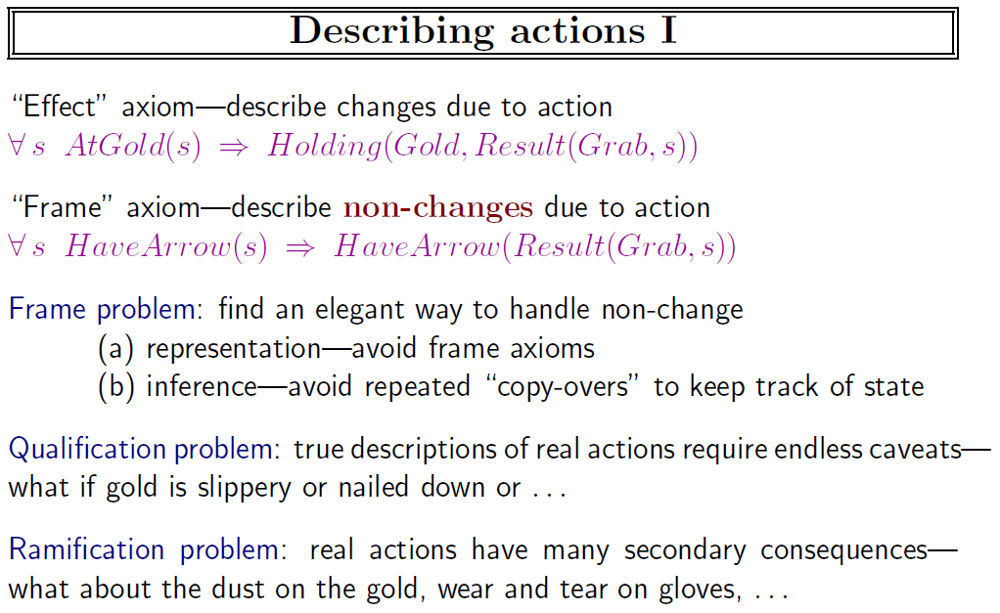 Describing actions I
“Effect” axiom—describe changes due to action
∀ s AtGold(s) ⇒ Holding(Gold, Result(Grab, s))
“Frame” axiom—describe non-changes due to action
∀ s HaveArrow(s) ⇒ HaveArrow(Result(Grab, s))
Frame problem: find an elegant way to handle non-change
(a) representation—avoid frame axioms
(b) inference—avoid repeated “copy-overs” to keep track of state
Qualification problem: true descriptions of real actions require endless caveats—
what if gold is slippery or nailed down or . . .
Ramification problem: real actions have many secondary consequences—
what about the dust on the gold, wear and tear on gloves, . . .